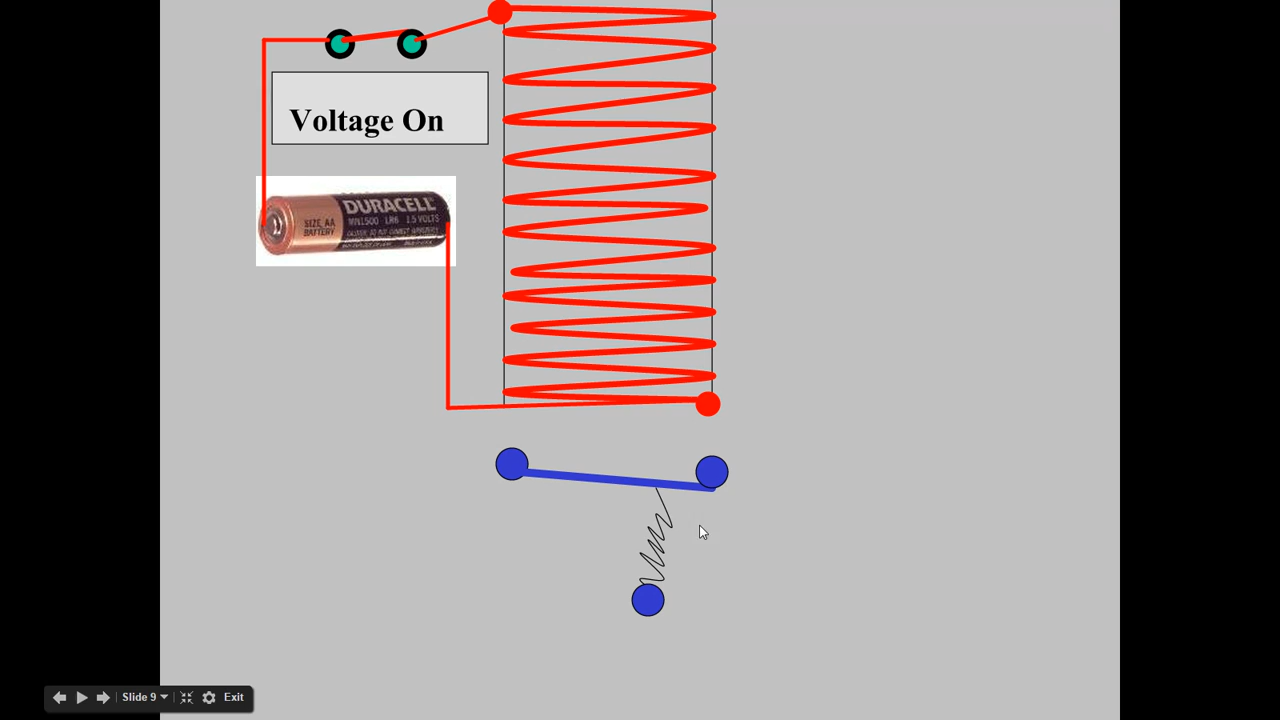 Voltage On
DURACELL
SIZE AA MN1500 LR6 1.5 VOLTS
BATTERY
Slide 9 Exit